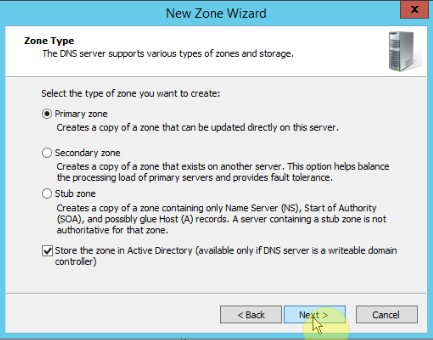 New Zone Wizard
x
Zone Type
The DNS server supports various types of zones and storage.
Select the type of zone you want to create:
Primary zone
Creates a copy of a zone that can be updated directly on this server.
Secondary zone
Creates a copy of a zone that exists on another server. This option helps balance
the processing load of primary servers and provides fault tolerance.
Stub zone
Creates a copy of a zone containing only Name Server (NS), Start of Authority
(SOA), and possibly glue Host (A) records. A server containing a stub zone is not
authoritative for that zone.
Store the zone in Active Directory (available only if DNS server is a writeable domain
controller)
< Back Next > Cancel